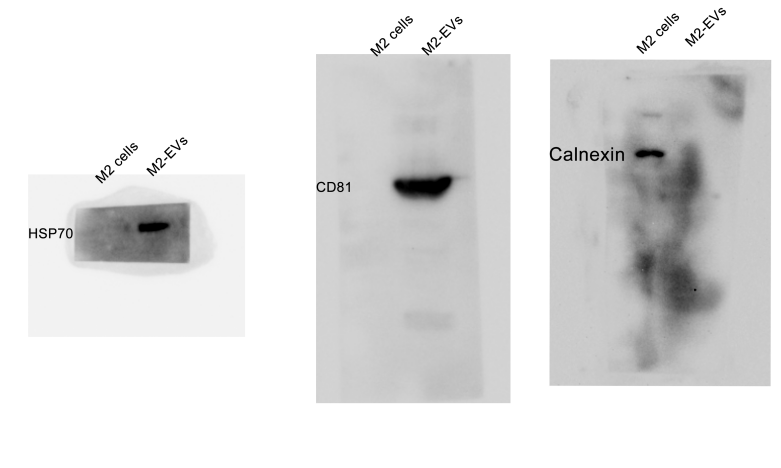 M2 cells
M2-EVs
HSP70
M2 cells
M2-EVs
CD81
M2 cells
M2-EVs
Calnexin